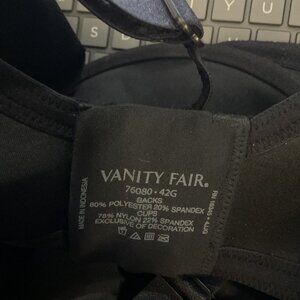 VANITY FAIR®
76080 • 42G
BACKS
80% POLYESTER 20% SPANDEX
CUPS
78% NYLON 22% SPANDEX
EXCLUSIVE OF DECORATION
MADE IN INDONESIA